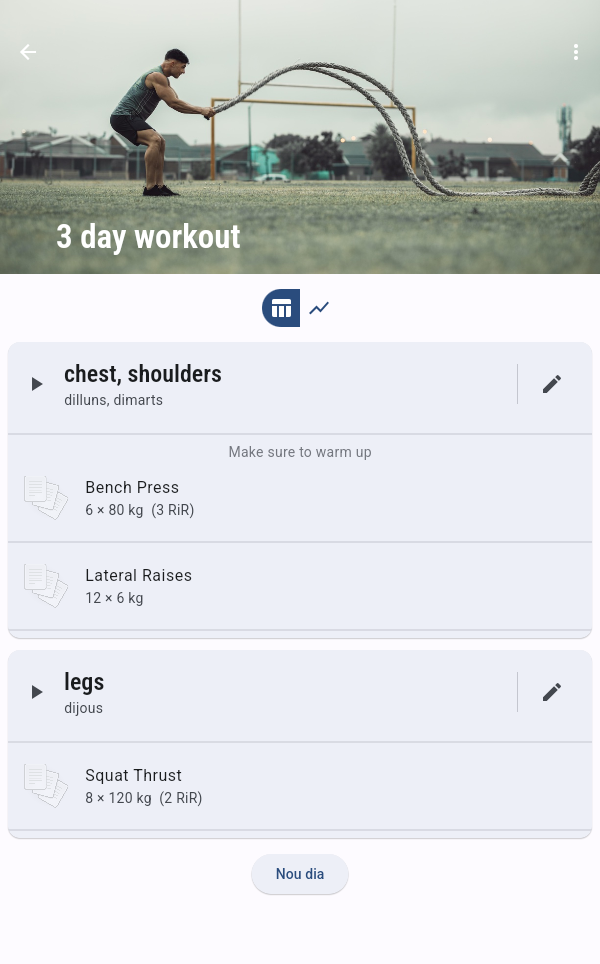 3 day workout
chest, shoulders
dilluns, dimarts
Make sure to warm up
Bench Press
6 × 80 kg  (3 RiR)
Lateral Raises
12 × 6 kg
legs
dijous
Squat Thrust
8 × 120 kg  (2 RiR)
Nou dia